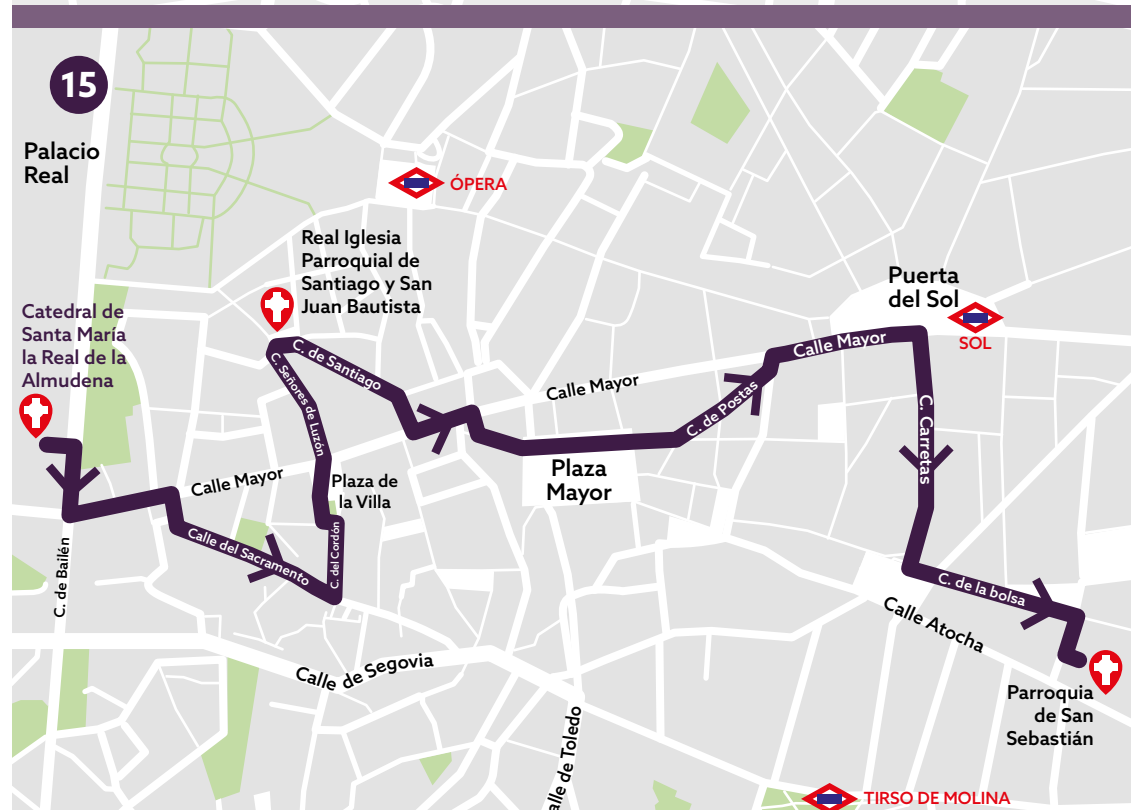 15
Palacio
Real
ÓPERA
Real Iglesia
Parroquial de
Santiago y San
Juan Bautista
Puerta
del Sol
SOL
Catedral de
Santa María
la Real de la
Almudena
C. de Santiago
C. Señores de Luzón
Calle Mayor
Calle Mayor
C. de Postas
C. Carretas
Plaza
Mayor
Calle Mayor
Plaza de
la Villa
C. de Bailén
Calle del Sacramento
C. del Cordón
C. de la bolsa
Calle Atocha
Calle de Segovia
alle de Toledo
Parroquia
de San
Sebastián
TIRSO DE MOLINA